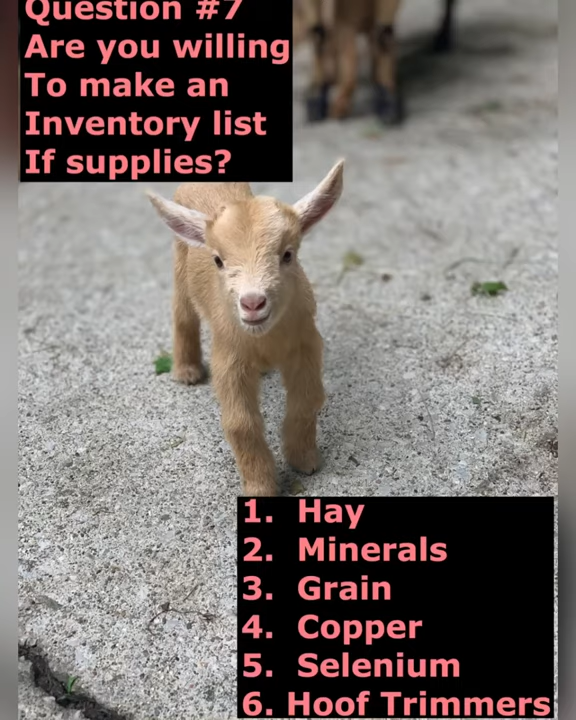 Question #7
Are you willing
To make an
Inventory list
If supplies?
1. Hay
2. Minerals
3. Grain
4. Copper
5. Selenium
6. Hoof Trimmers